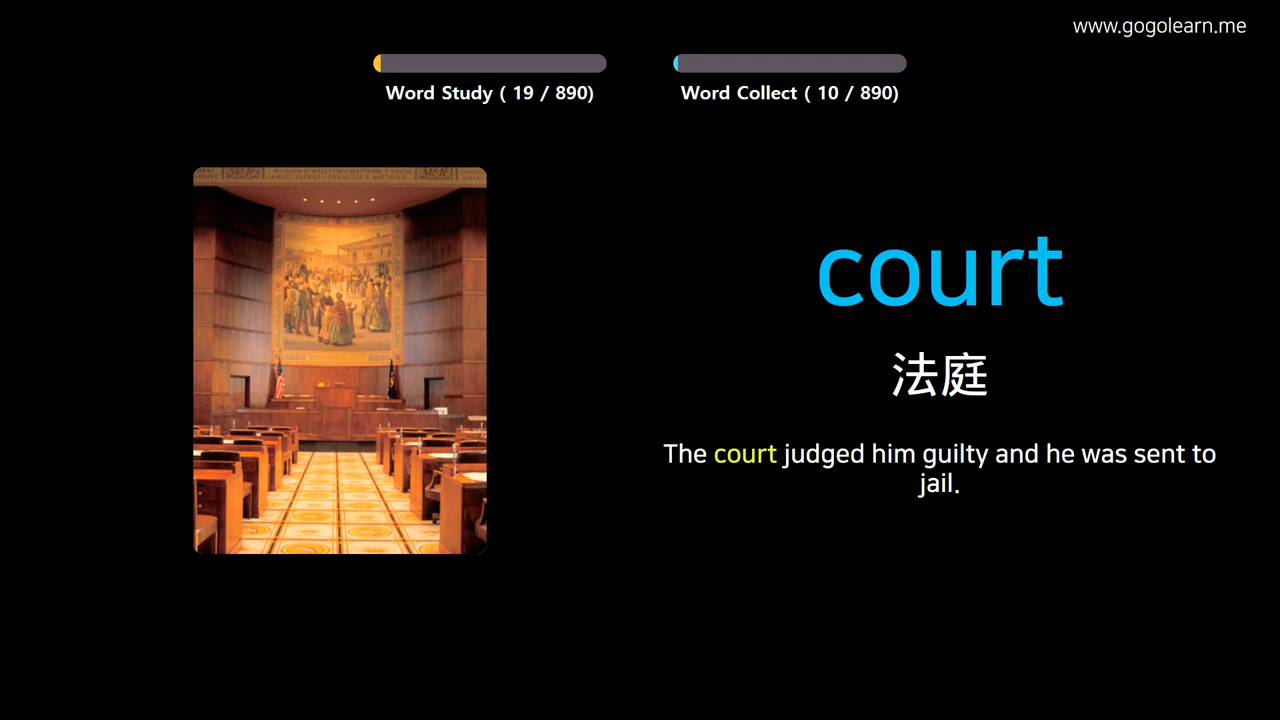 www.gogolearn.me
Word Study ( 19 / 890)
Word Collect ( 10 / 890)
court
法庭
The court judged him guilty and he was sent to
jail.